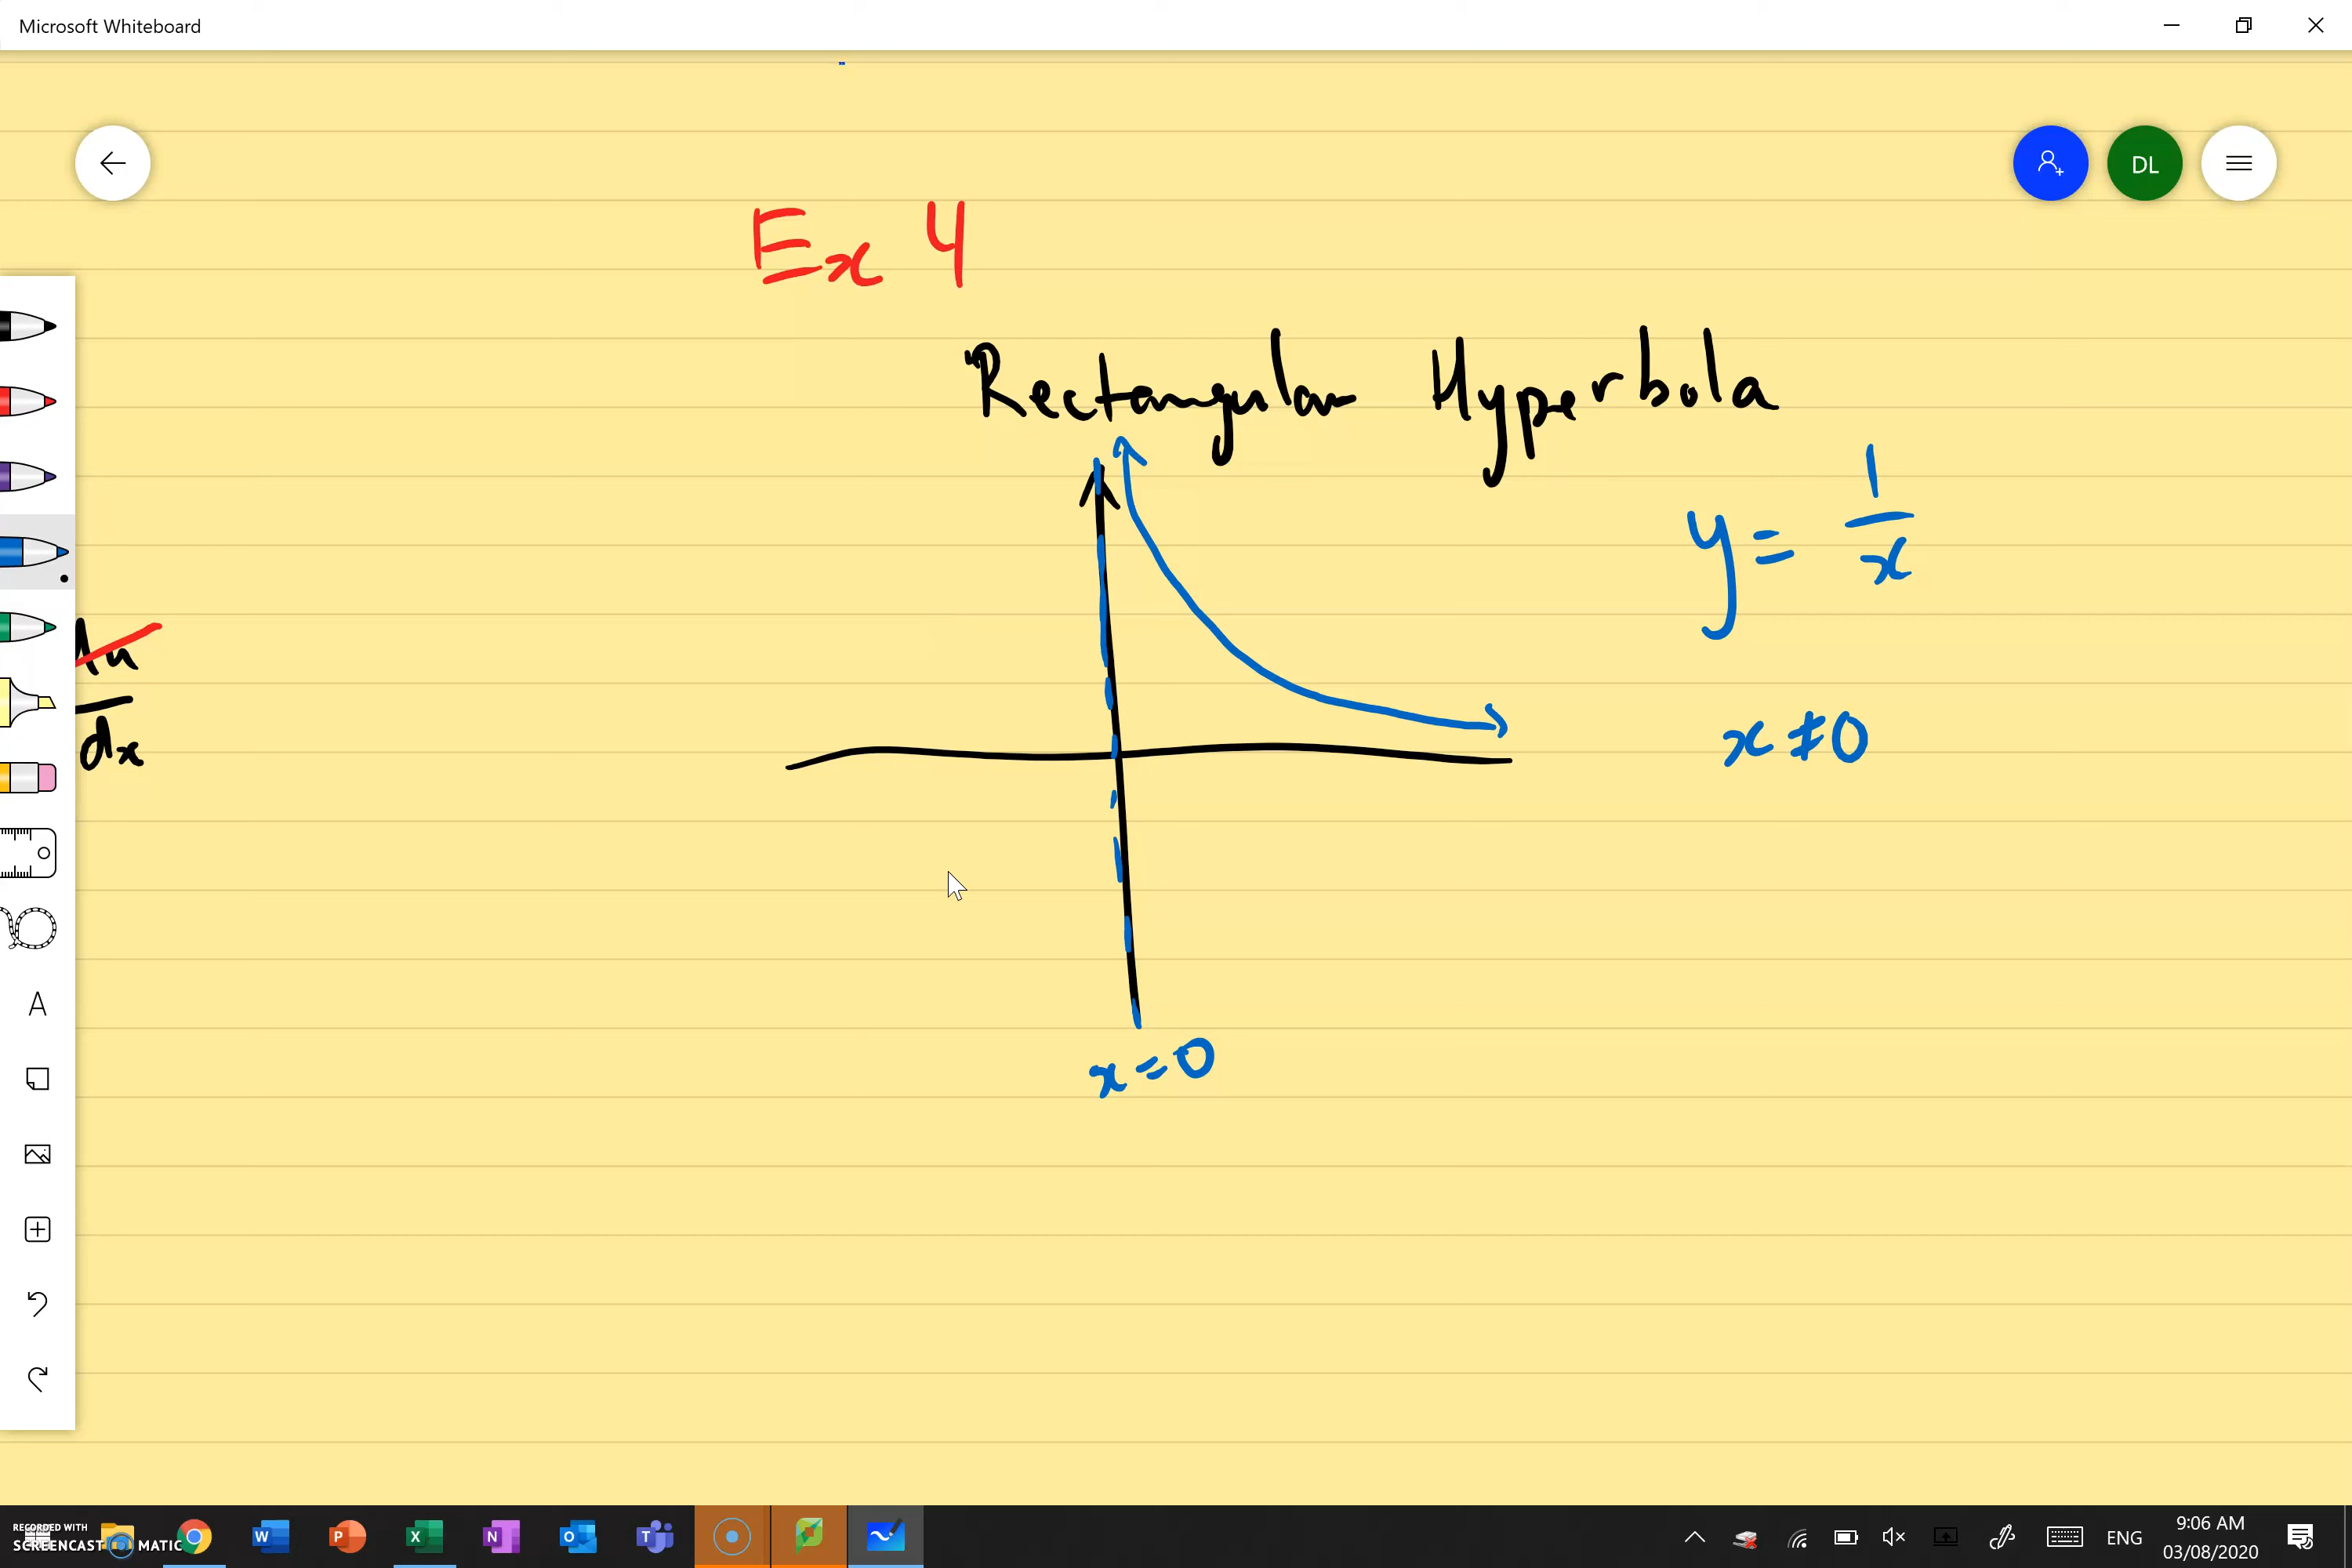 Microsoft Whiteboard
DL
Ex 4
Rectangular Hyperbola
y = 1/x
x ≠ 0
dx
x = 0
A
RECORDED WITH
SCREENCAST MATIC
ENG
9:06 AM
03/08/2020